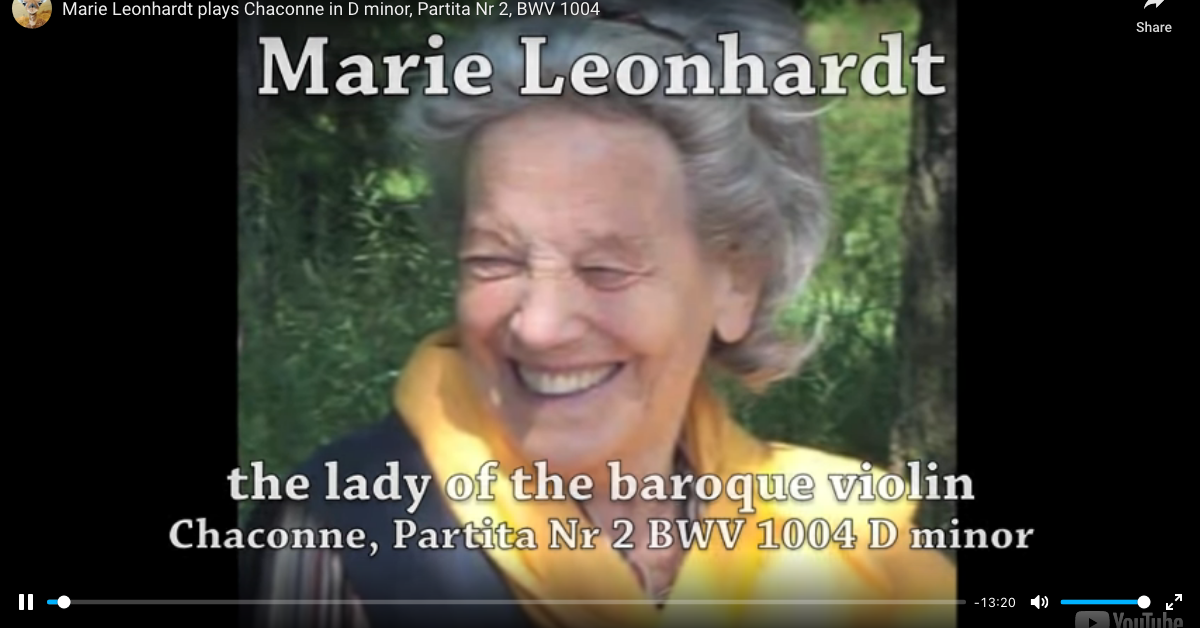 Marie Leonhardt plays Chaconne in D minor, Partita Nr 2, BWV 1004
Share
Marie Leonhardt
the lady of the baroque violin
Chaconne, Partita Nr 2 BWV 1004 D minor
-13:20
YouTube